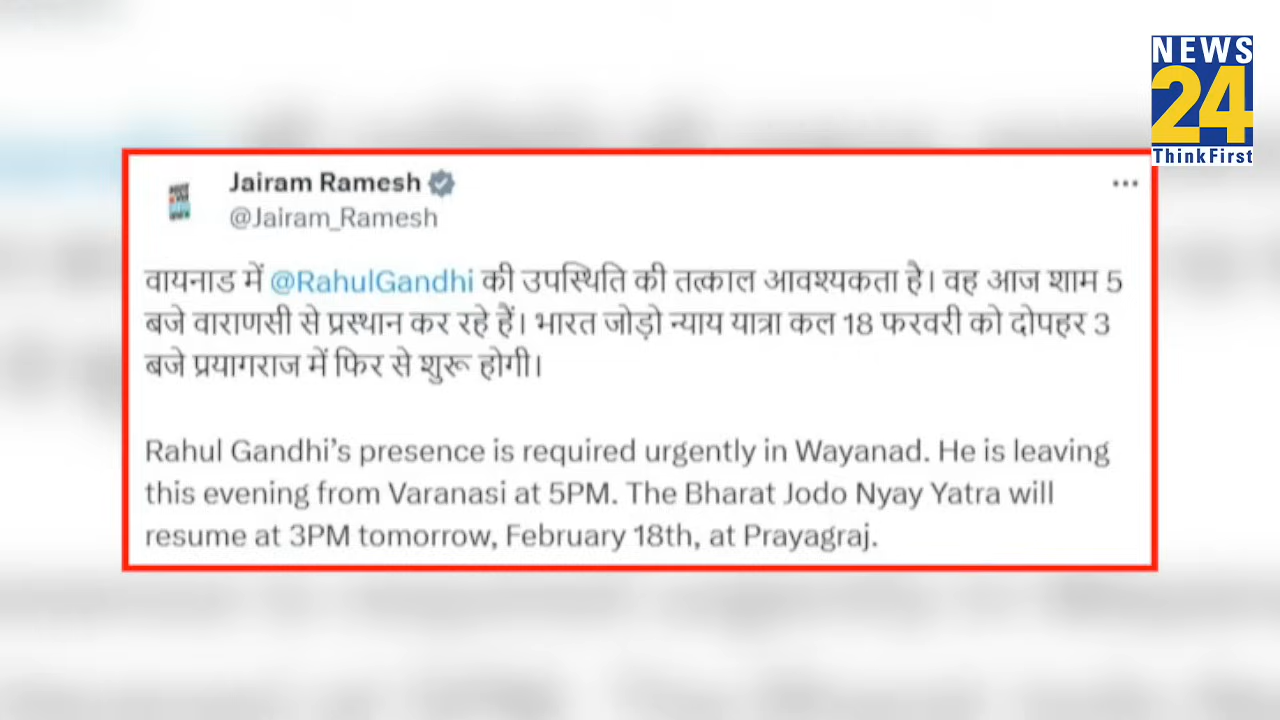 NEWS
24
ThinkFirst
Jairam Ramesh
@Jairam_Ramesh
वायनाड में @RahulGandhi की उपस्थिति की तत्काल आवश्यकता है। वह आज शाम 5
बजे वाराणसी से प्रस्थान कर रहे हैं। भारत जोड़ो न्याय यात्रा कल 18 फरवरी को दोपहर 3
बजे प्रयागराज में फिर से शुरू होगी।
Rahul Gandhi’s presence is required urgently in Wayanad. He is leaving
this evening from Varanasi at 5PM. The Bharat Jodo Nyay Yatra will
resume at 3PM tomorrow, February 18th, at Prayagraj.